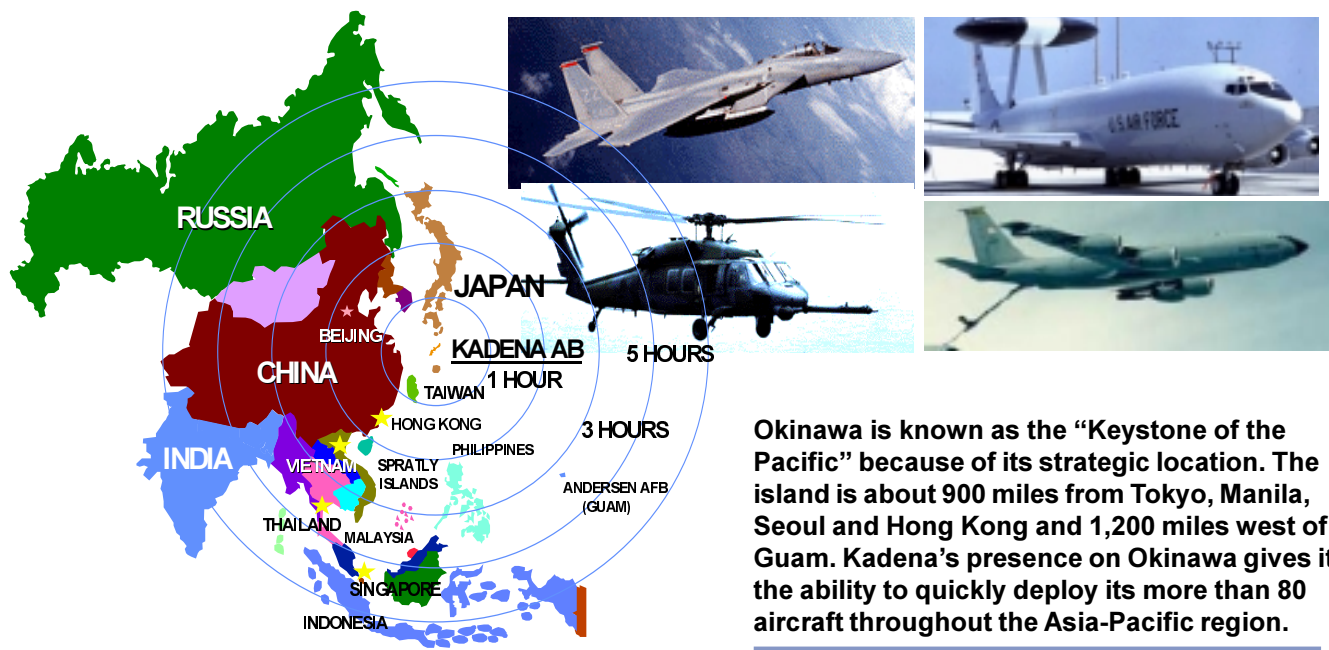 RUSSIA
JAPAN
BEIJING
KADENA AB
1 HOUR
5 HOURS
CHINA
TAIWAN
HONG KONG
3 HOURS
INDIA
VIETNAM
PHILIPPINES
SPRATLY
ISLANDS
ANDERSEN AFB
(GUAM)
THAILAND
MALAYSIA
SINGAPORE
INDONESIA
ZZ
U.S. AIR FORCE
Okinawa is known as the “Keystone of the
Pacific” because of its strategic location. The
island is about 900 miles from Tokyo, Manila,
Seoul and Hong Kong and 1,200 miles west of
Guam. Kadena’s presence on Okinawa gives it
the ability to quickly deploy its more than 80
aircraft throughout the Asia-Pacific region.